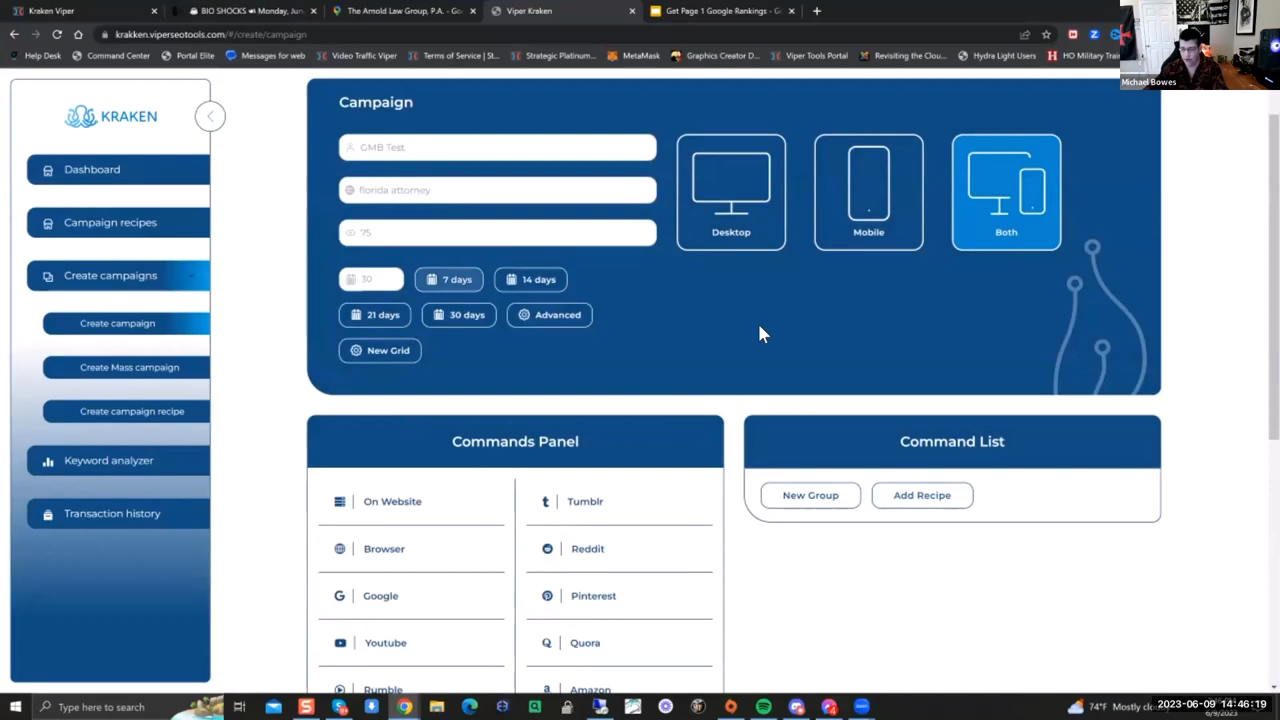 Kraken Viper
BIO SHOCKS
Monday, Jun
The Arnold Law Group, P.A. - Go
Viper Kraken
Get Page 1 Google Rankings - G
krakken.viperseotools.com/#/create/campaign
Help Desk
Command Center
Portal Elite
Messages for web
Video Traffic Viper
Terms of Service | St...
Strategic Platinum...
MetaMask
Graphics Creator D...
Viper Tools Portal
Revisiting the Clou...
Hydra Light Users
HO Military Trai
Michael Bowes
KRAKEN
Dashboard
Campaign recipes
Create campaigns
Create campaign
Create Mass campaign
Create campaign recipe
Keyword analyzer
Transaction history
Campaign
GMB Test
florida attorney
75
30
7 days
14 days
21 days
30 days
Advanced
New Grid
Desktop
Mobile
Both
Commands Panel
On Website
Browser
Google
Youtube
Rumble
Tumblr
Reddit
Pinterest
Quora
Amazon
Command List
New Group
Add Recipe
Type here to search
74°F Mostly clou
2023-06-09 14:46:19
6/9/2023